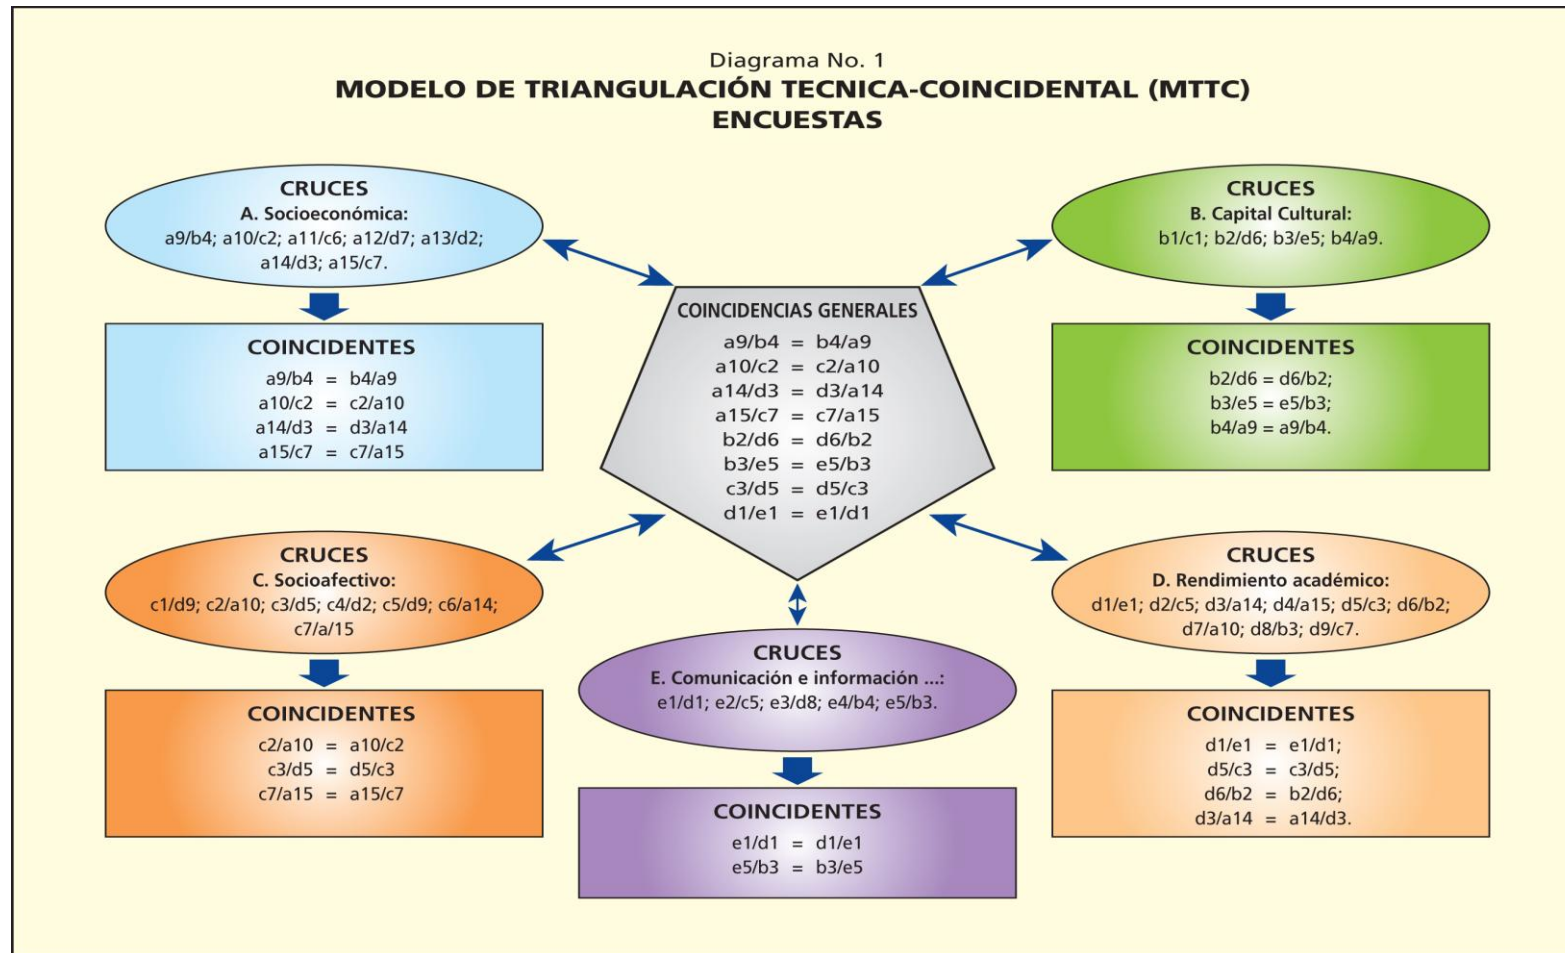 Diagrama No. 1
MODELO DE TRIANGULACIÓN TECNICA-COINCIDENTAL (MTTC)
ENCUESTAS
CRUCES
A. Socioeconómica:
a9/b4; a10/c2; a11/c6; a12/d7; a13/d2;
a14/d3; a15/c7.
COINCIDENTES
a9/b4 = b4/a9
a10/c2 = c2/a10
a14/d3 = d3/a14
a15/c7 = c7/a15
CRUCES
B. Capital Cultural:
b1/c1; b2/d6; b3/e5; b4/a9.
COINCIDENTES
b2/d6 = d6/b2;
b3/e5 = e5/b3;
b4/a9 = a9/b4.
COINCIDENCIAS GENERALES
a9/b4 = b4/a9
a10/c2 = c2/a10
a14/d3 = d3/a14
a15/c7 = c7/a15
b2/d6 = d6/b2
b3/e5 = e5/b3
c3/d5 = d5/c3
d1/e1 = e1/d1
CRUCES
C. Socioafectivo:
c1/d9; c2/a10; c3/d5; c4/d2; c5/d9; c6/a14;
c7/a/15
COINCIDENTES
c2/a10 = a10/c2
c3/d5 = d5/c3
c7/a15 = a15/c7
CRUCES
E. Comunicación e información ...:
e1/d1; e2/c5; e3/d8; e4/b4; e5/b3.
COINCIDENTES
e1/d1 = d1/e1
e5/b3 = b3/e5
CRUCES
D. Rendimiento académico:
d1/e1; d2/c5; d3/a14; d4/a15; d5/c3; d6/b2;
d7/a10; d8/b3; d9/c7.
COINCIDENTES
d1/e1 = e1/d1;
d5/c3 = c3/d5;
d6/b2 = b2/d6;
d3/a14 = a14/d3.